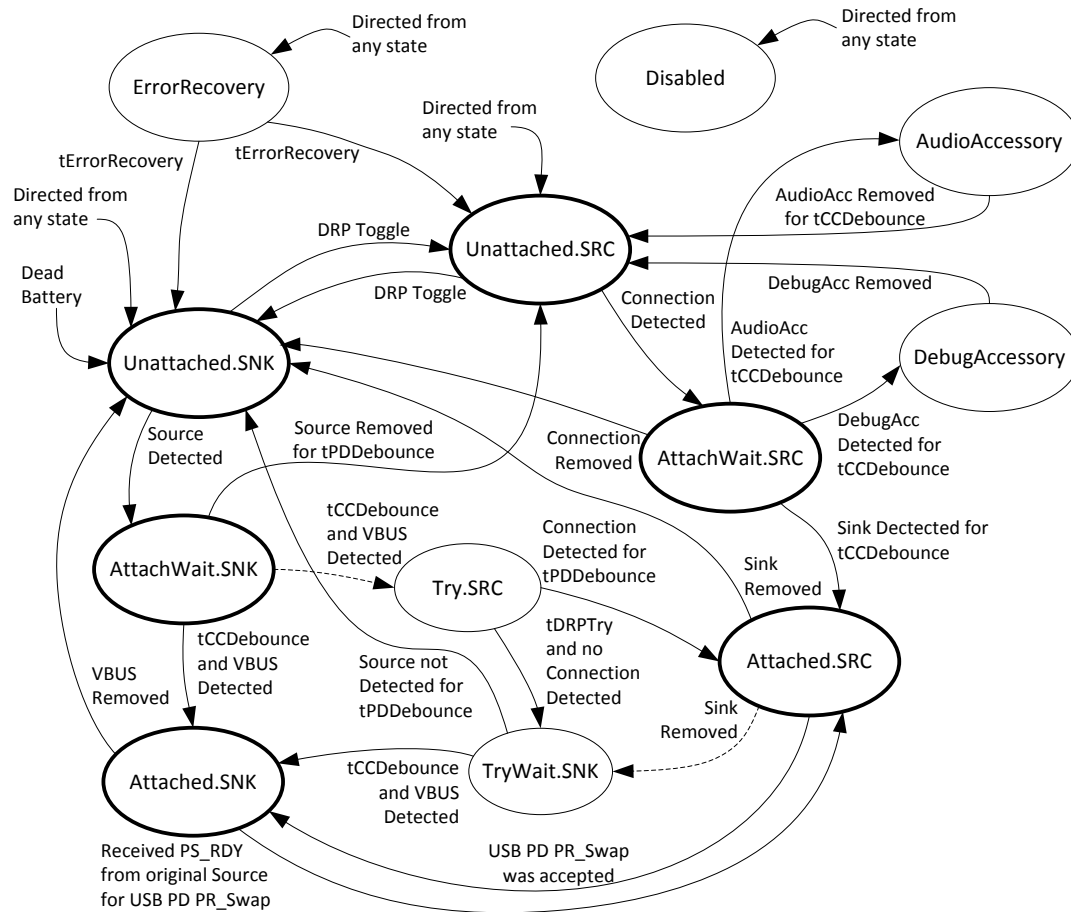 Directed from
any state
ErrorRecovery
Directed from
any state
Disabled
Directed from
any state
AudioAccessory
tErrorRecovery
tErrorRecovery
Directed from
any state
AudioAcc Removed
for tCCDebounce
DRP Toggle
Unattached.SRC
Dead
Battery
DRP Toggle
DebugAcc Removed
Connection
Detected
Unattached.SNK
AudioAcc
Detected for
tCCDebounce
DebugAccessory
Source
Detected
Source Removed
for tPDDebounce
Connection
Removed
AttachWait.SRC
DebugAcc
Detected for
tCCDebounce
tCCDebounce
and VBUS
Detected
Connection
Detected for
tPDDebounce
Sink Dectected for
tCCDebounce
AttachWait.SNK
Try.SRC
Sink
Removed
tCCDebounce
and VBUS
Detected
tDRPTry
and no
Connection
Detected
Attached.SRC
VBUS
Removed
Source not
Detected for
tPDDebounce
Sink
Removed
Attached.SNK
tCCDebounce
and VBUS
Detected
TryWait.SNK
Received PS_RDY
from original Source
for USB PD PR_Swap
USB PD PR_Swap
was accepted